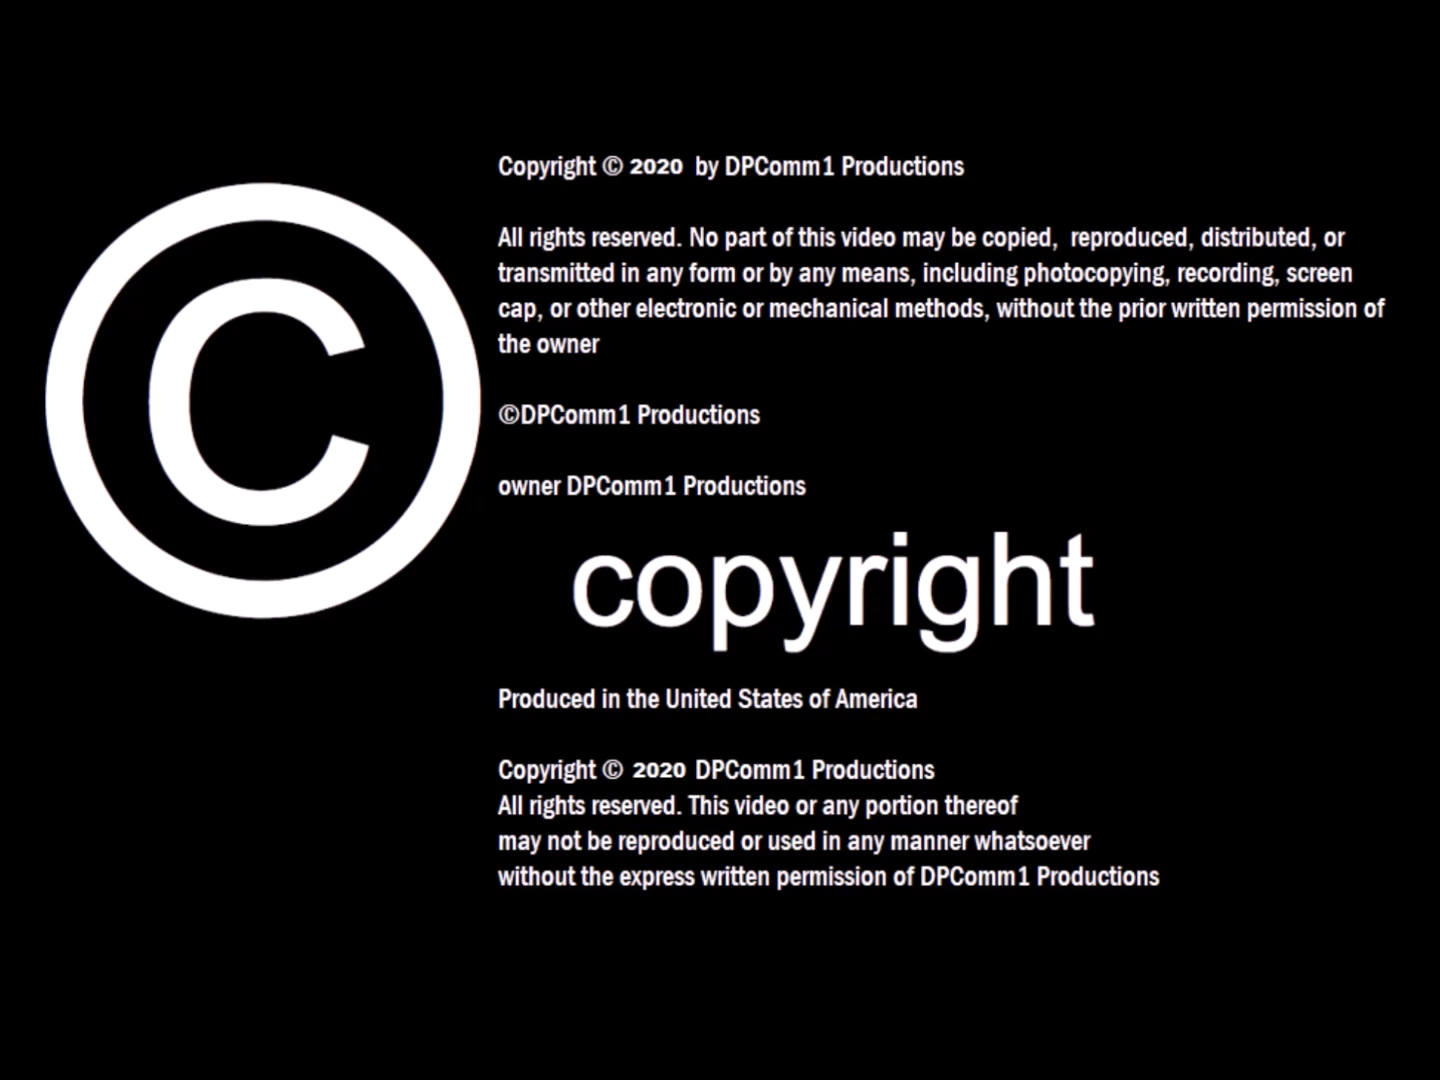 ©
Copyright © 2020 by DPComm1 Productions
All rights reserved. No part of this video may be copied, reproduced, distributed, or
transmitted in any form or by any means, including photocopying, recording, screen
cap, or other electronic or mechanical methods, without the prior written permission of
the owner
©DPComm1 Productions
owner DPComm1 Productions
copyright
Produced in the United States of America
Copyright © 2020 DPComm1 Productions
All rights reserved. This video or any portion thereof
may not be reproduced or used in any manner whatsoever
without the express written permission of DPComm1 Productions